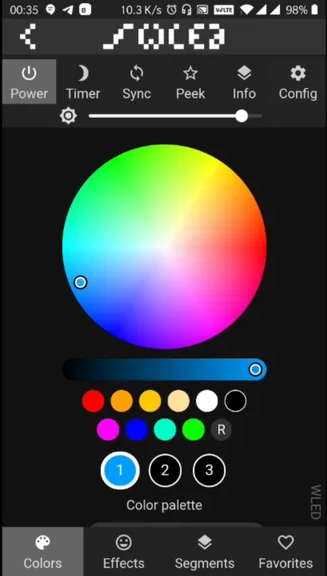 00:35 10.3 K/s VoLTE 98%
WLED
Power Timer Sync Peek Info Config
R
1 2 3
Color palette
WLED
Colors Effects Segments Favorites